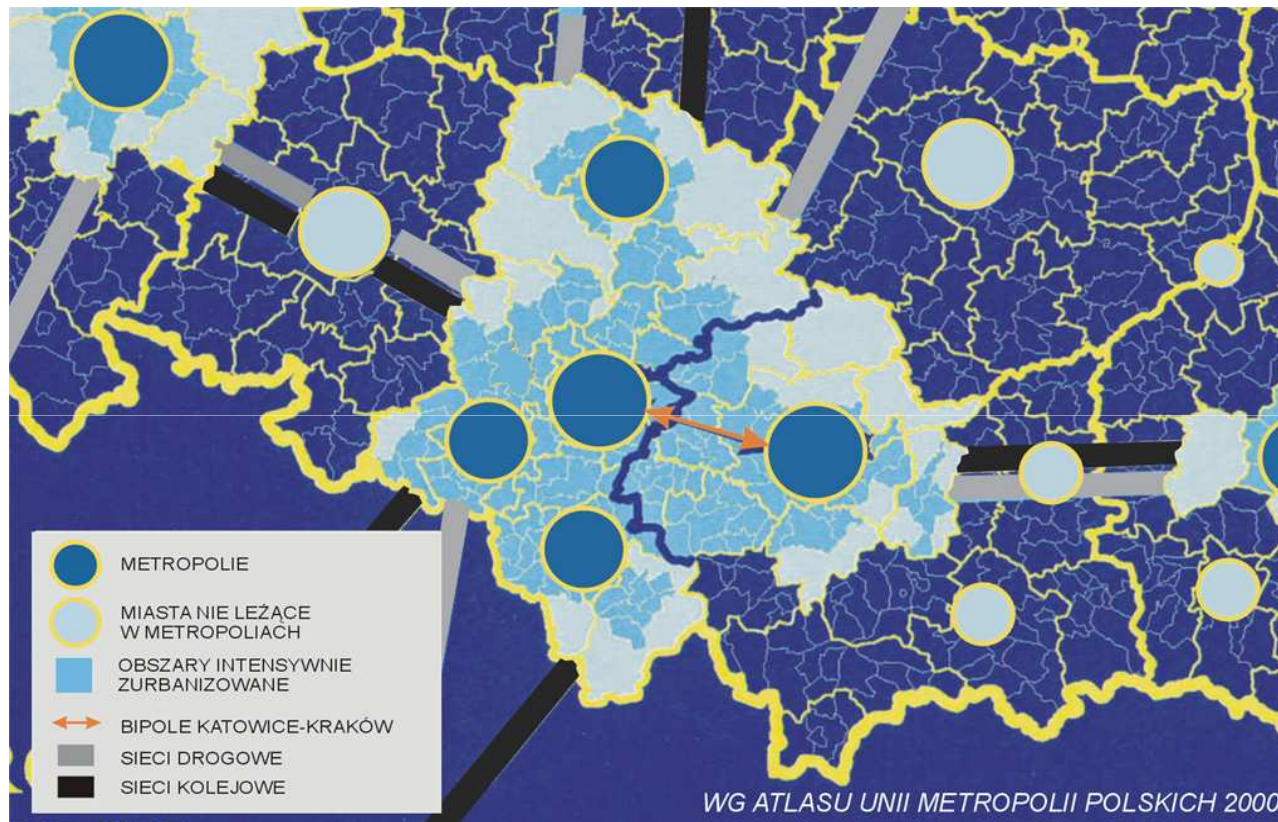 METROPOLIE
MIASTA NIE LEŻĄCE
W METROPOLIACH
OBSZARY INTENSYWNIE
ZURBANIZOWANE
BIPOLE KATOWICE-KRAKÓW
SIECI DROGOWE
SIECI KOLEJOWE
WG ATLASU UNII METROPOLII POLSKICH 2000